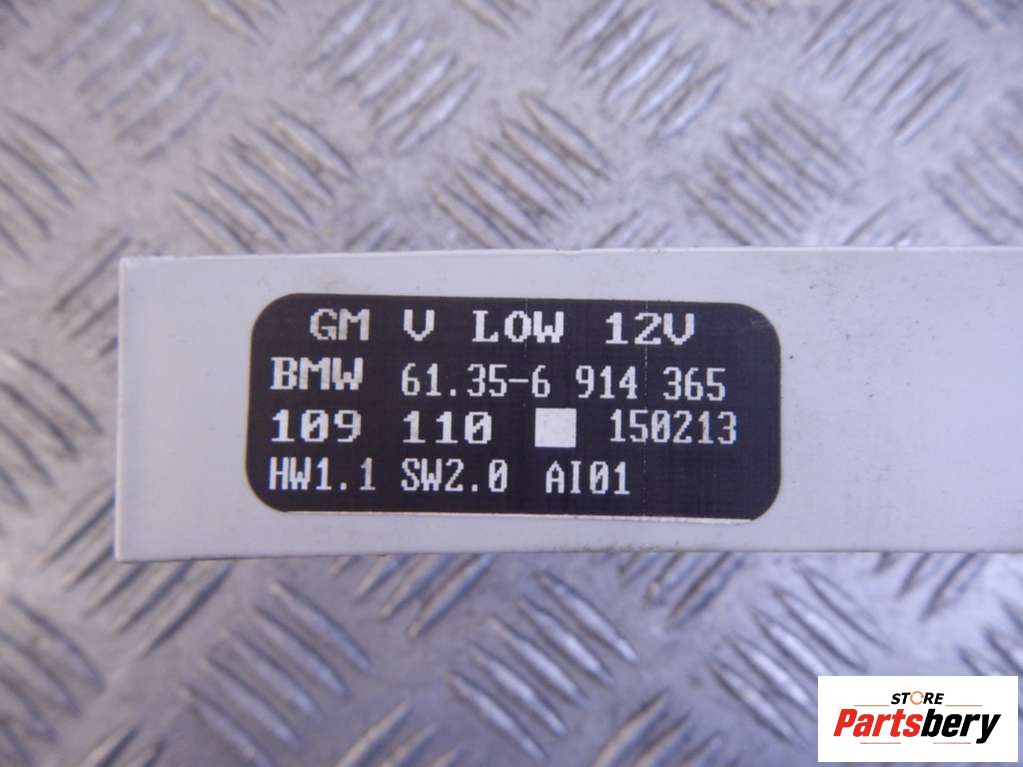 GM V LOW 12V
BMW 61.35-6 914 365
109 110 150213
HW1.1 SW2.0 AI01
STORE
Partsbery